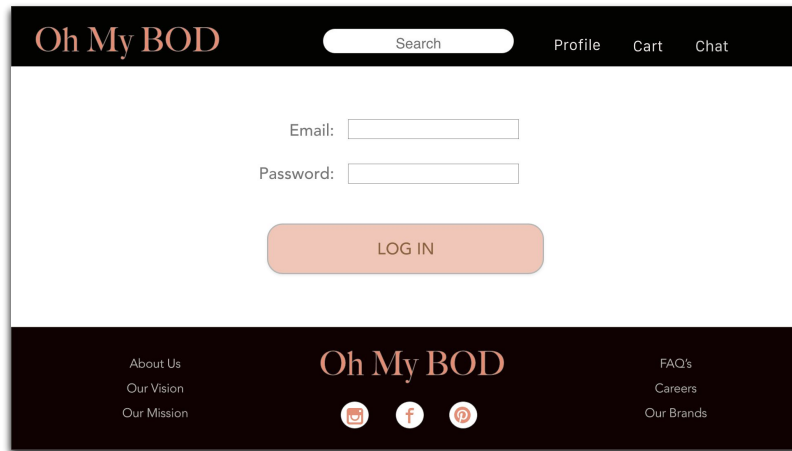 Oh My BOD
Search
Profile Cart Chat
Email:
Password:
LOG IN
About Us
Our Vision
Our Mission
Oh My BOD
FAQ's
Careers
Our Brands